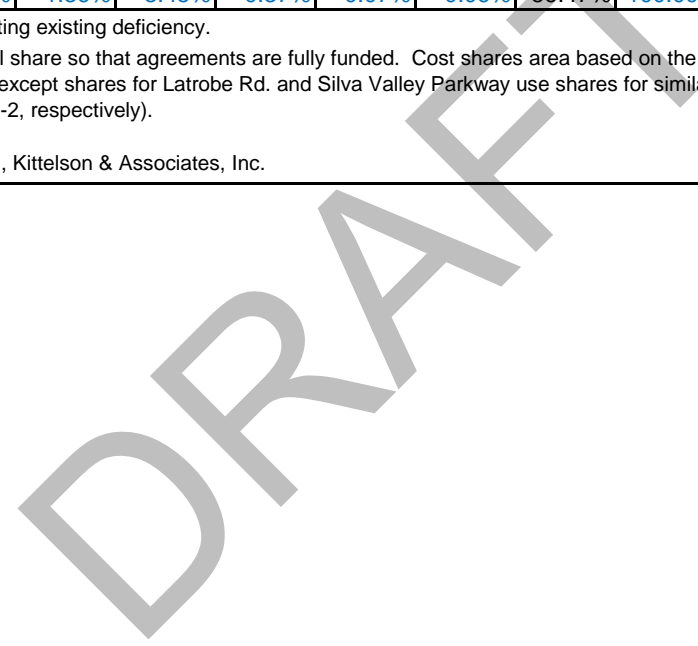 ting existing deficiency.
l share so that agreements are fully funded.  Cost shares area based on the
except shares for Latrobe Rd. and Silva Valley Parkway use shares for simila
-2, respectively).
, Kittelson & Associates, Inc.
DRAFT